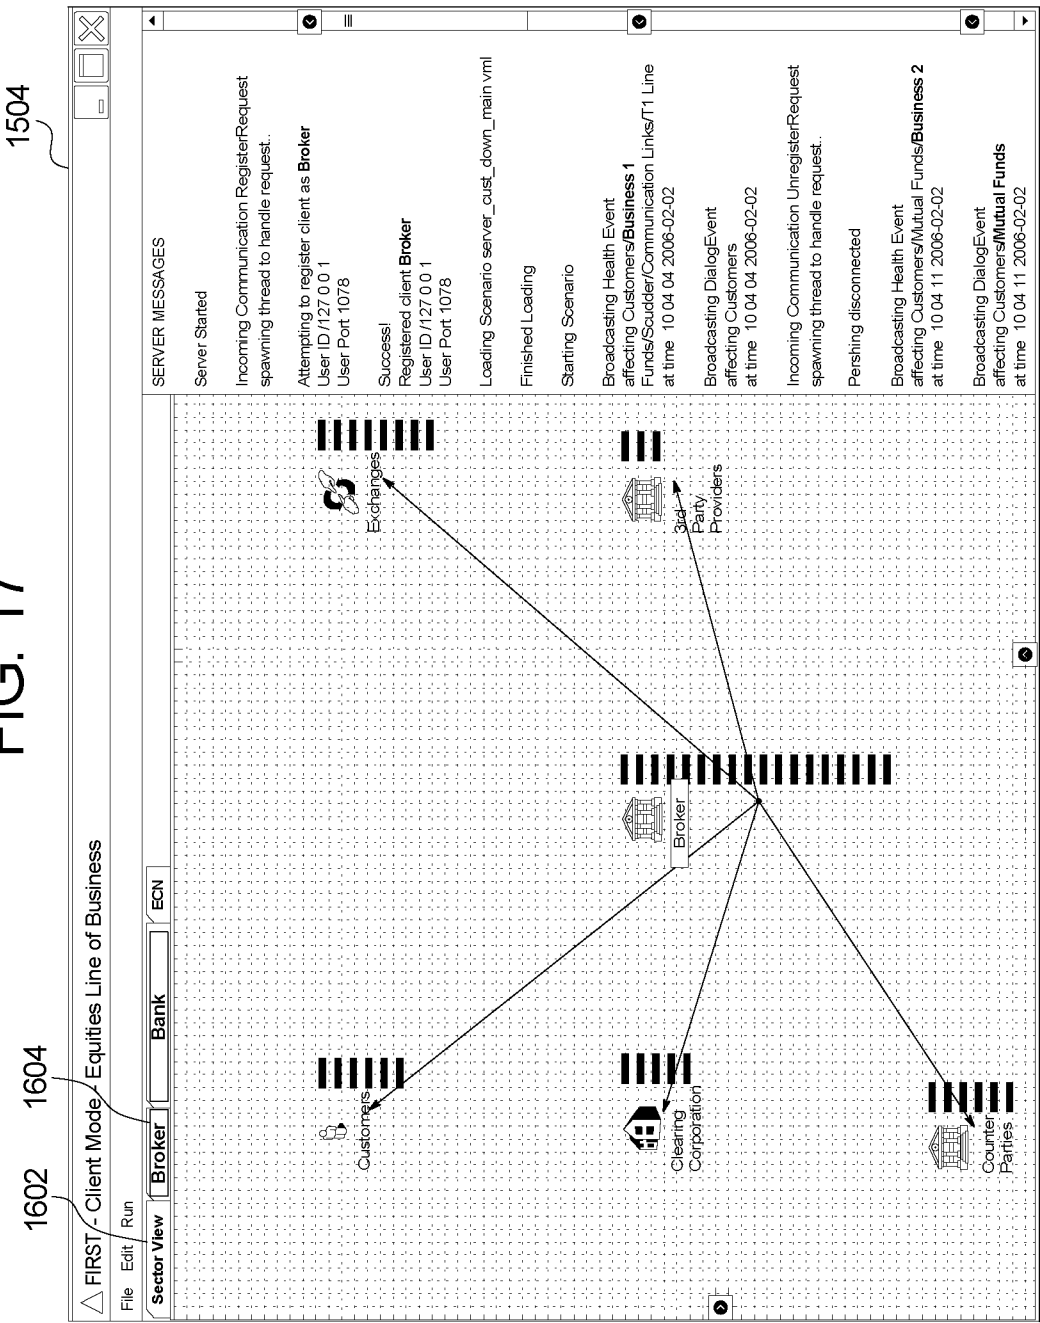 FIG. 17
1504
1602
1604
FIRST - Client Mode - Equities Line of Business
File Edit Run
Sector View
Broker
Bank
ECN
Customers
Exchanges
Clearing
Corporation
Broker
3rd
Party
Providers
Counter
Parties
SERVER MESSAGES
Server Started
Incoming Communication RegisterRequest
spawning thread to handle request..
Attempting to register client as Broker
User ID /127 0 0 1
User Port 1078
Success!
Registered client Broker
User ID /127 0 0 1
User Port 1078
Loading Scenario server_cust_down_main vml
Finished Loading
Starting Scenario
Broadcasting Health Event
affecting Customers/Business 1
Funds/Scudder/Communication Links/T1 Line
at time 10 04 04 2006-02-02
Broadcasting DialogEvent
affecting Customers
at time 10 04 04 2006-02-02
Incoming Communication UnregisterRequest
spawning thread to handle request..
Pershing disconnected
Broadcasting Health Event
affecting Customers/Mutual Funds/Business 2
at time 10 04 111 2006-02-02
Broadcasting DialogEvent
affecting Customers/Mutual Funds
at time 10 04 111 2006-02-02